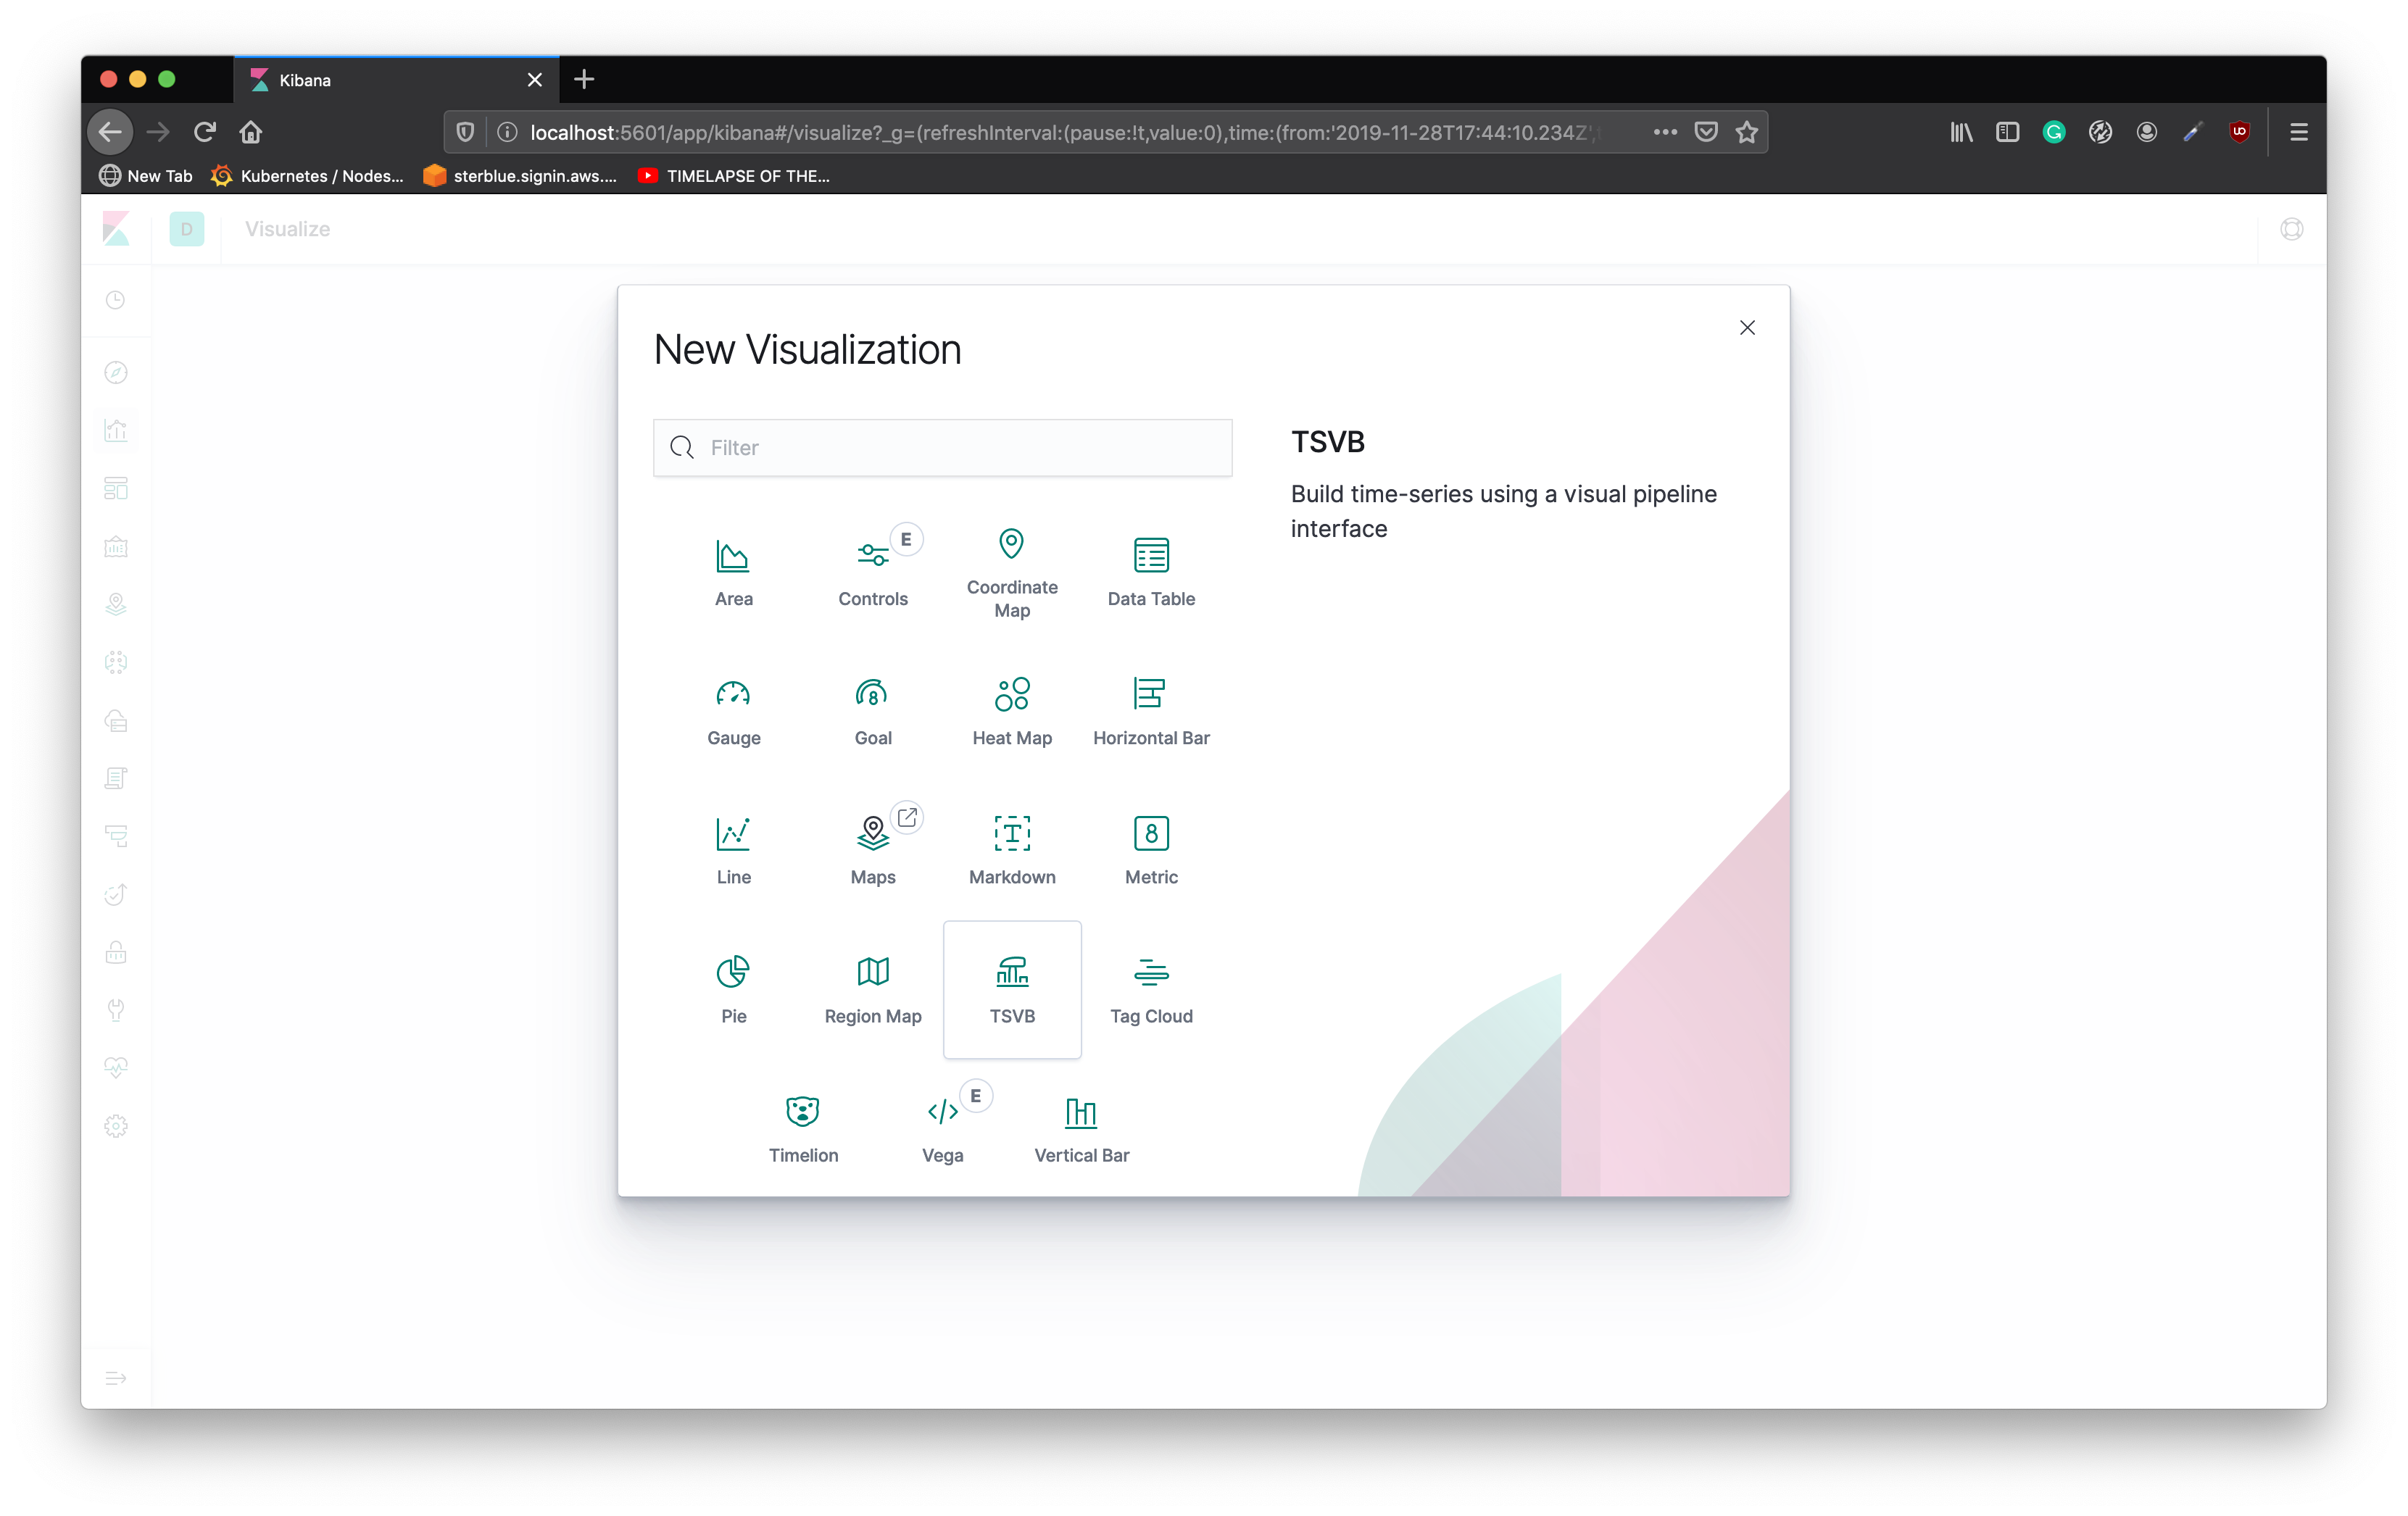 Kibana
localhost:5601/app/kibana#/visualize?_g=(refreshInterval:(pause:!t,value:0),time:(from:'2019-11-28T17:44:10.234Z'
New Tab
Kubernetes / Nodes...
sterblue.signin.aws....
TIMELAPSE OF THE...
D
Visualize
New Visualization
Filter
TSVB
Build time-series using a visual pipeline
interface
Area
E
Controls
Coordinate
Map
Data Table
Gauge
8
Goal
Heat Map
Horizontal Bar
Line
Maps
T
Markdown
8
Metric
Pie
Region Map
TSVB
Tag Cloud
Timelion
</>
E
Vega
Vertical Bar